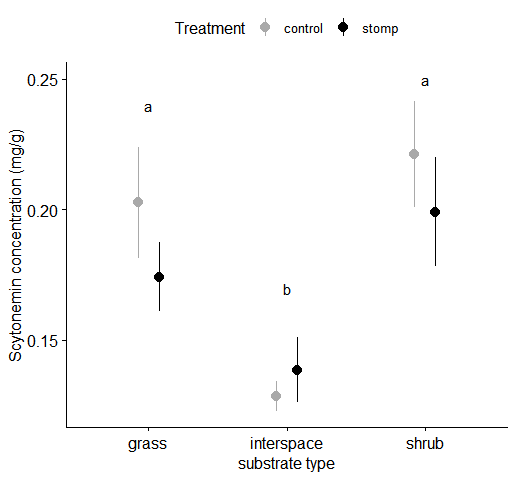 Treatment control stomp
0.25
a
a
0.20
b
0.15
Scytonemin concentration (mg/g)
grass interspace shrub
substrate type